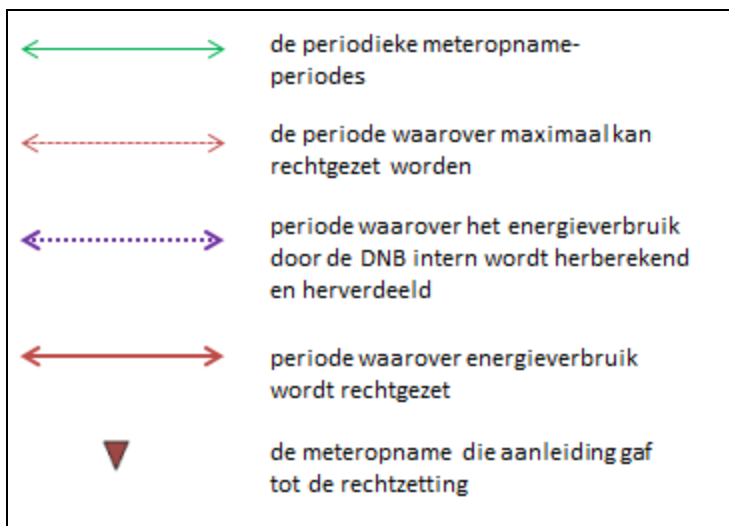 de periodieke meteropname-
periodes
de periode waarover maximaal kan
rechtgezet worden
periode waarover het energieverbruik
door de DNB intern wordt herberekend
en herverdeeld
periode waarover energieverbruik
wordt rechtgezet
de meteropname die aanleiding gaf
tot de rechtzetting